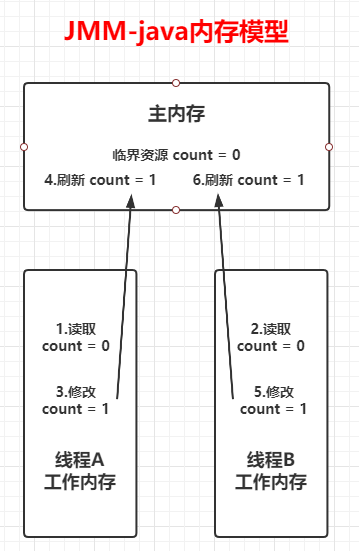 JMM-java内存模型
主内存
临界资源 count = 0
4.刷新 count = 1
6.刷新 count = 1
1.读取
count = 0
3.修改
count = 1
线程A
工作内存
2.读取
count = 0
5.修改
count = 1
线程B
工作内存